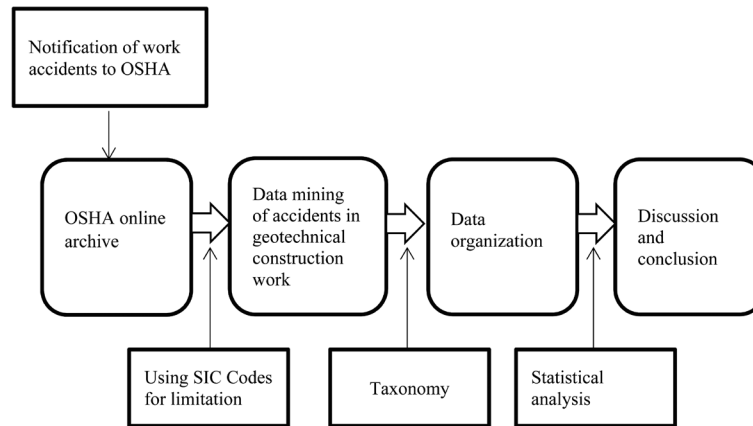 Notification of work
accidents to OSHA
OSHA online
archive
Data mining
of accidents in
geotechnical
construction
work
Data
organization
Discussion
and
conclusion
Using SIC Codes
for limitation
Taxonomy
Statistical
analysis